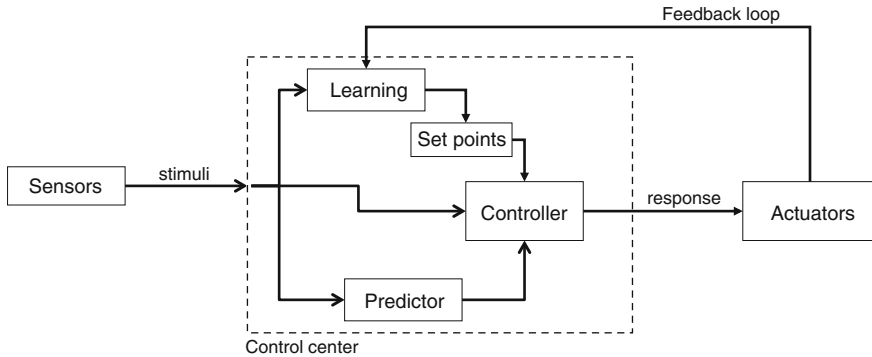 Feedback loop
Learning
Set points
stimuli
Sensors
Controller
response
Actuators
Predictor
Control center